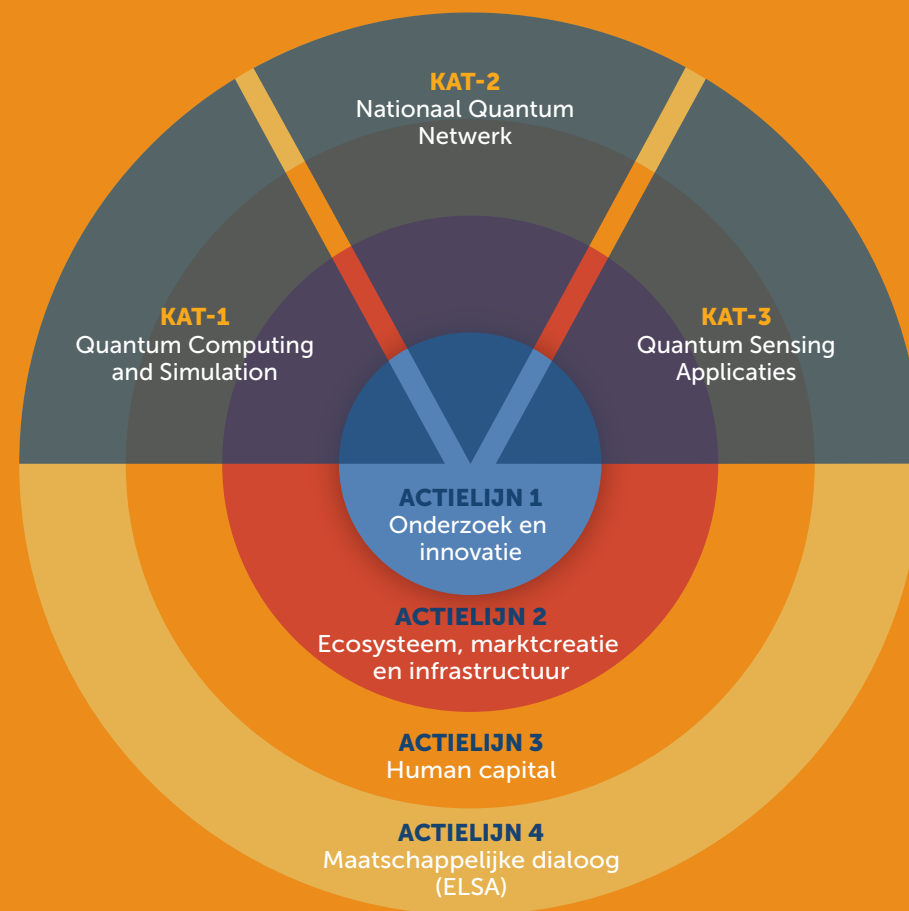 KAT-2
Nationaal Quantum
Netwerk
KAT-1
Quantum Computing
and Simulation
KAT-3
Quantum Sensing
Applicaties
ACTIELIJN 1
Onderzoek en
innovatie
ACTIELIJN 2
Ecosysteem, marktcreatie
en infrastructuur
ACTIELIJN 3
Human capital
ACTIELIJN 4
Maatschappelijke dialoog
(ELSA)